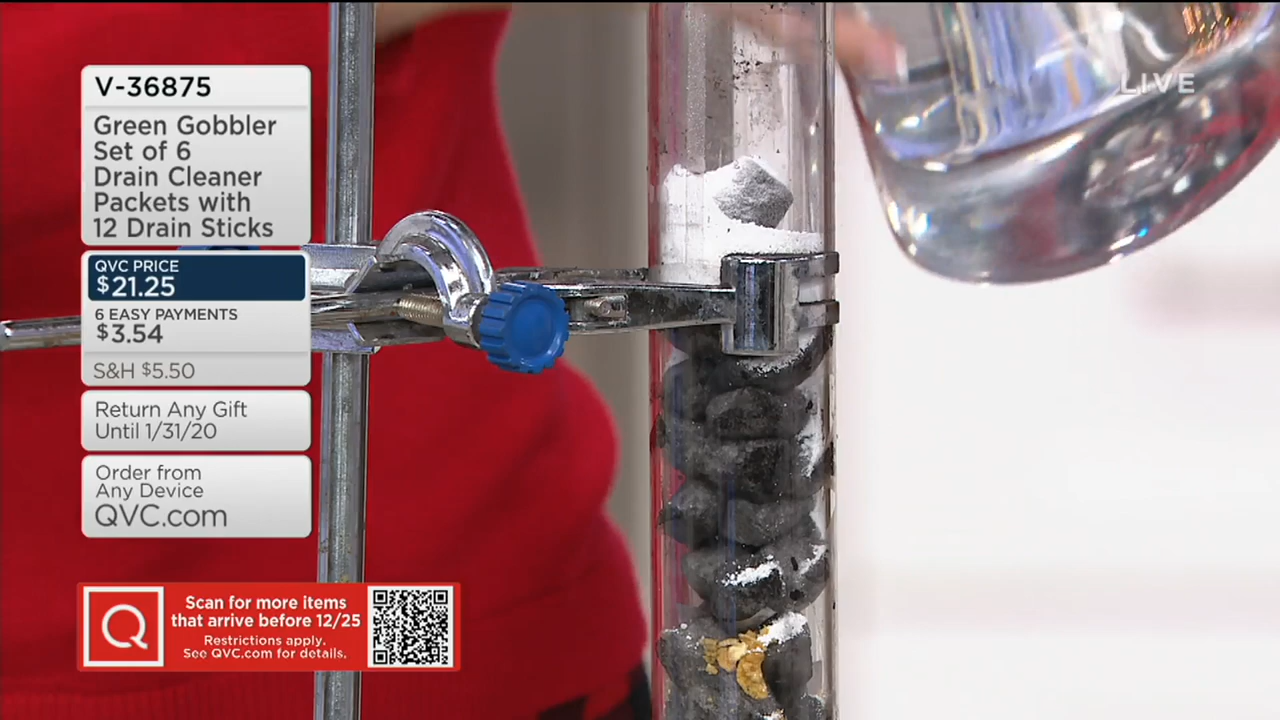 V-36875
Green Gobbler
Set of 6
Drain Cleaner
Packets with
12 Drain Sticks
QVC PRICE
$21.25
6 EASY PAYMENTS
$3.54
S&H $5.50
Return Any Gift
Until 1/31/20
Order from
Any Device
QVC.com
Q
Scan for more items
that arrive before 12/25
Restrictions apply.
See QVC.com for details.
LIVE